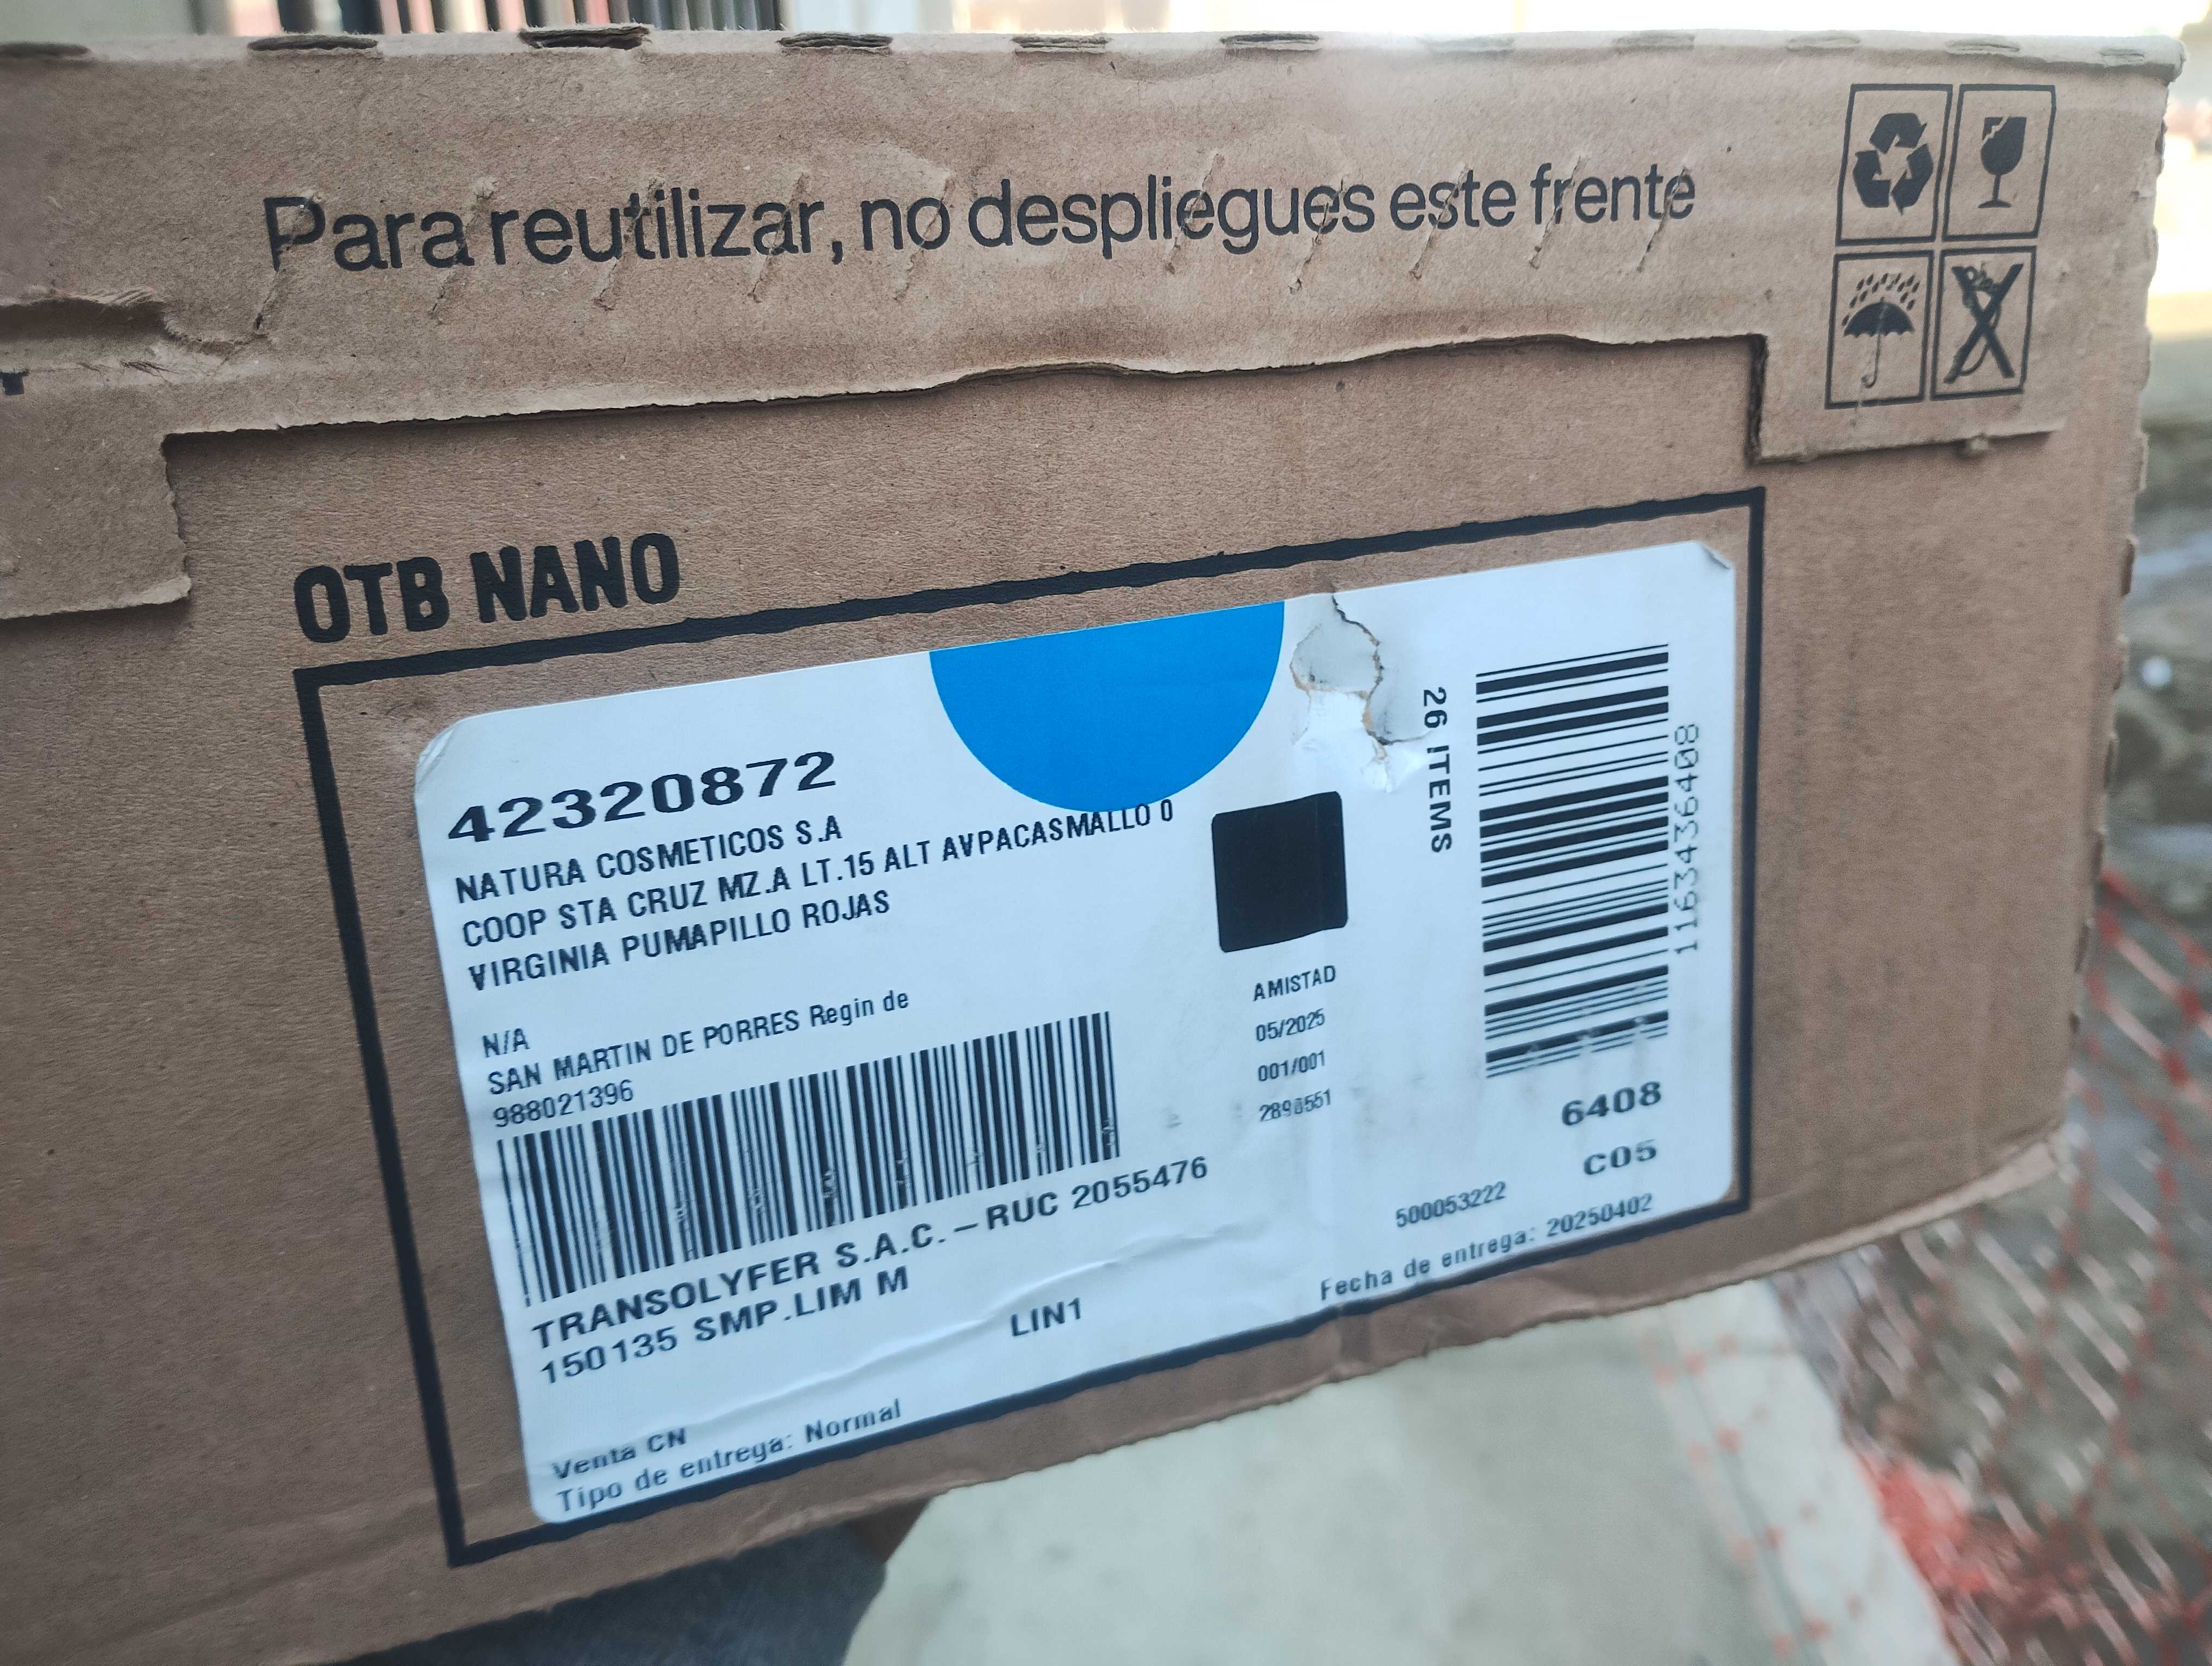 Para reutilizar, no despliegues este frente
OTB NANO
42320872
NATURA COSMETICOS S.A
COOP STA CRUZ MZ.A LT.15 ALT AVPACASMALLO 0
VIRGINIA PUMAPILLO ROJAS
N/A
SAN MARTIN DE PORRES Regin de
988021396
TRANSOLYFER S.A.C. – RUC 2055476
150135 SMP.LIM M
LIN1
Venta CN
Tipo de entrega: Normal
AMISTAD
05/2025
001/001
26 ITEMS
1163436408
6408
C05
500053222
Fecha de entrega: 20250402